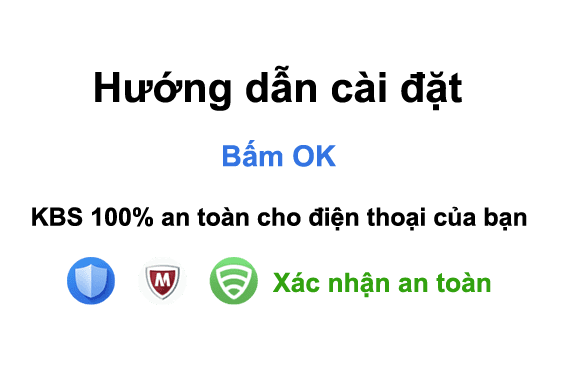 Hướng dẫn cài đặt
Bấm OK
KBS 100% an toàn cho điện thoại của bạn
M Xác nhận an toàn